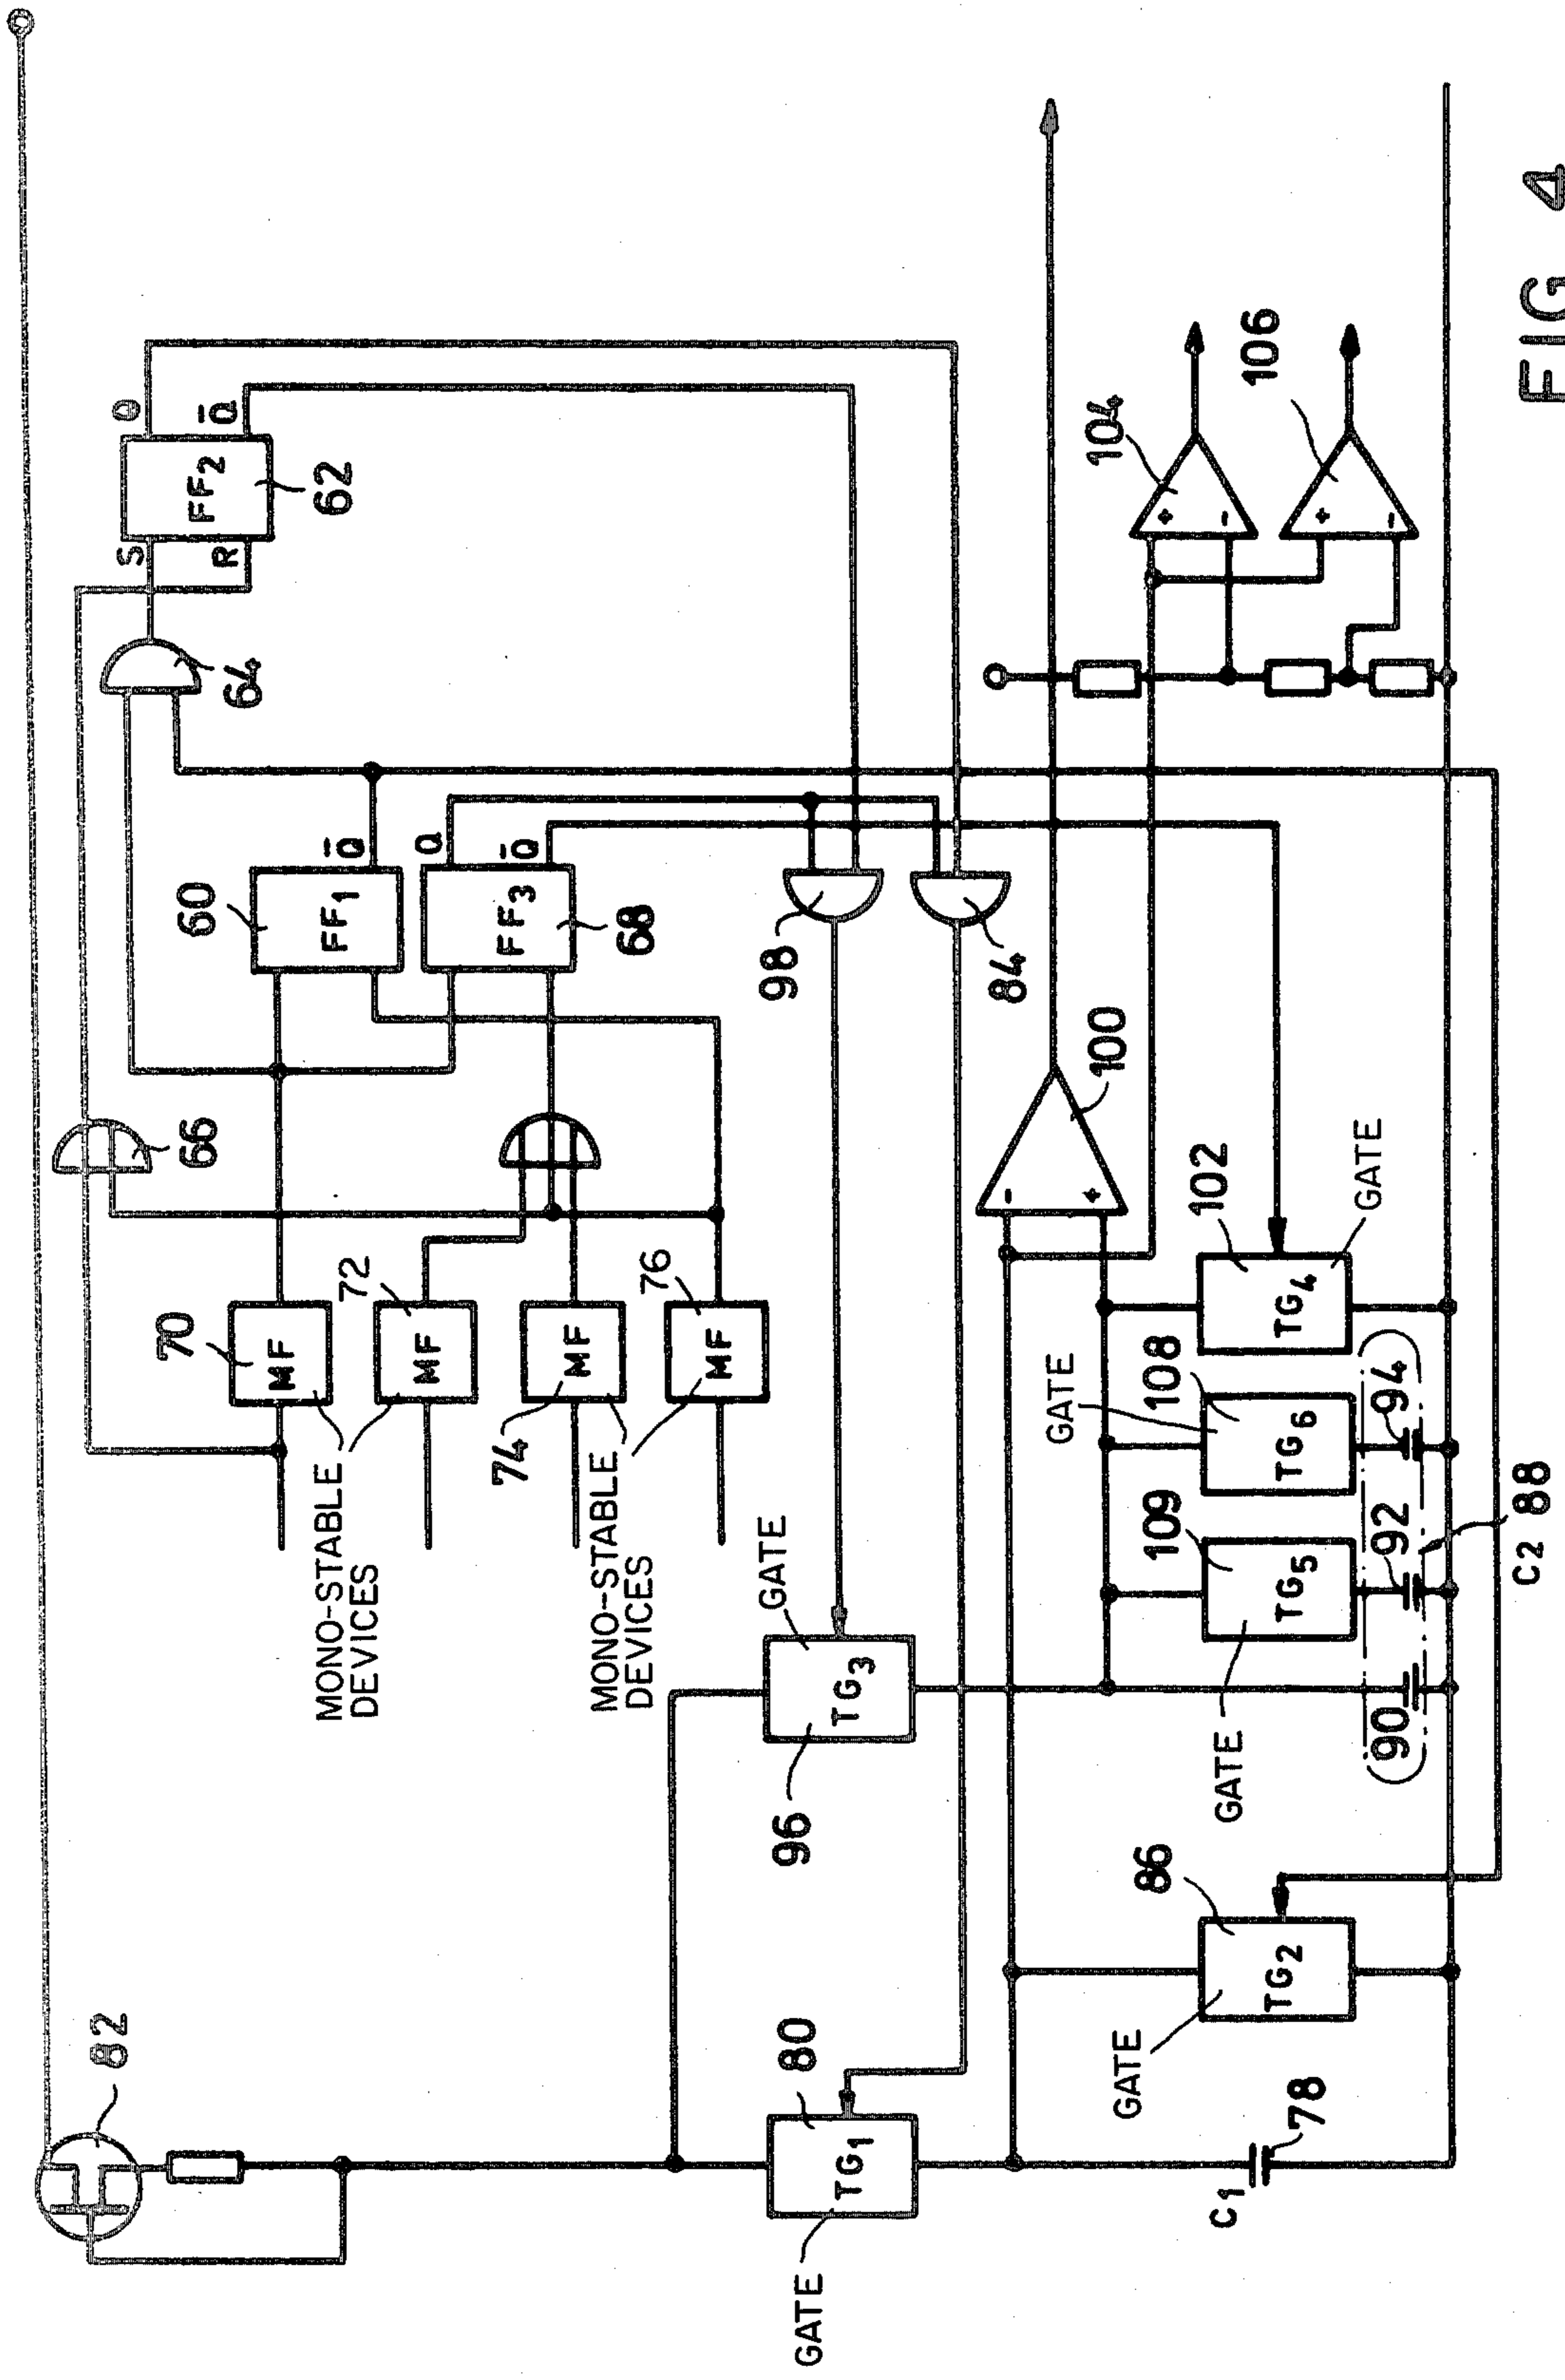 82
66
64
S
R
FF2
Q
Q̅
62
60
FF1
Q̅
Q
FF3
Q̅
68
70
MF
72
MF
74
MF
76
MF
MONO-STABLE
DEVICES
MONO-STABLE
DEVICES
98
84
GATE
TG3
96
80
TG1
GATE
100
-
+
104
+
-
106
+
-
102
TG4
GATE
GATE
108
TG6
109
TG5
GATE
86
TG2
GATE
C1
78
90
92
94
C2 88
FIG 4